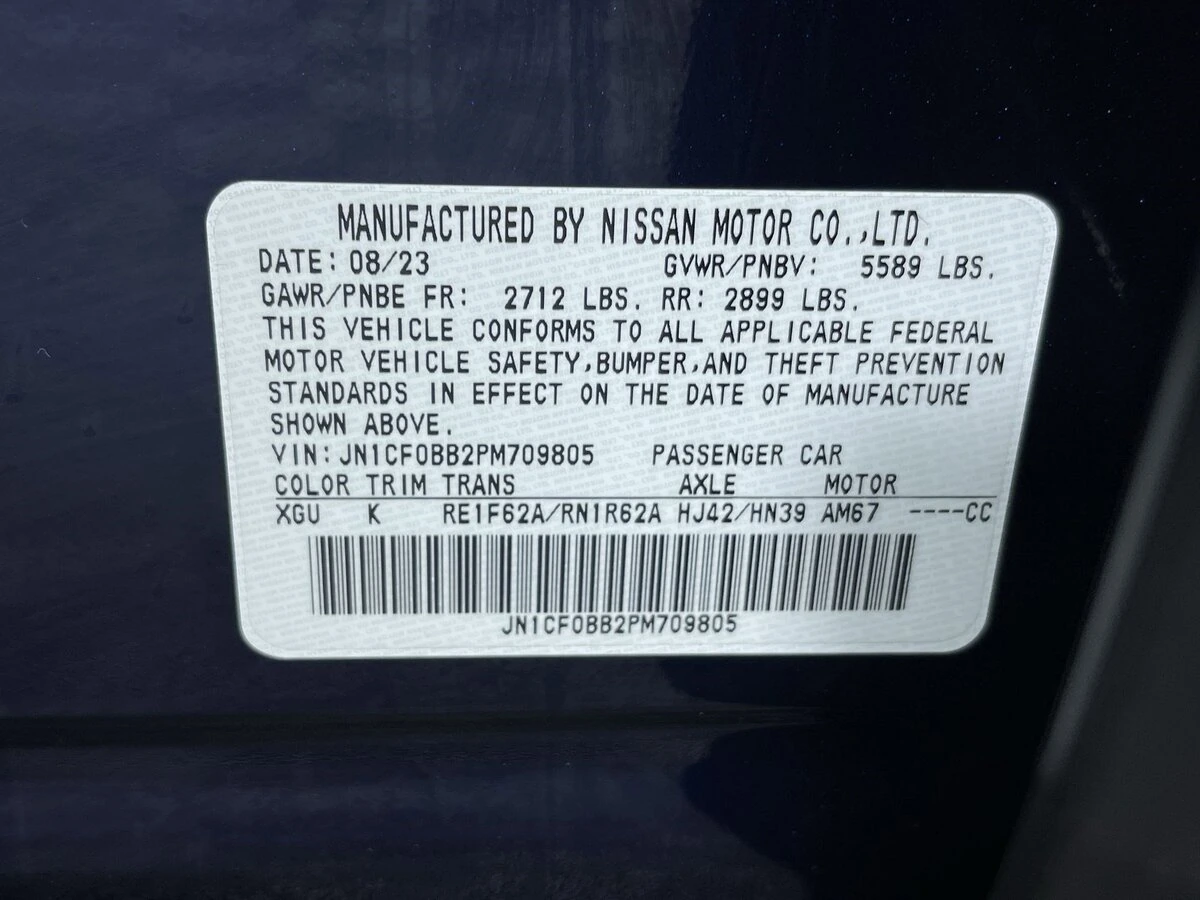 MANUFACTURED BY NISSAN MOTOR CO.,LTD.
DATE: 08/23 GVWR/PNBV: 5589 LBS.
GAWR/PNBE FR: 2712 LBS. RR: 2899 LBS.
THIS VEHICLE CONFORMS TO ALL APPLICABLE FEDERAL
MOTOR VEHICLE SAFETY,BUMPER,AND THEFT PREVENTION
STANDARDS IN EFFECT ON THE DATE OF MANUFACTURE
SHOWN ABOVE.
VIN:JN1CF0BB2PM709805 PASSENGER CAR
COLOR TRIM TRANS AXLE MOTOR
XGU K RE1F62A/RN1R62A HJ42/HN39 AM67 ----CC
JN1CF0BB2PM709805